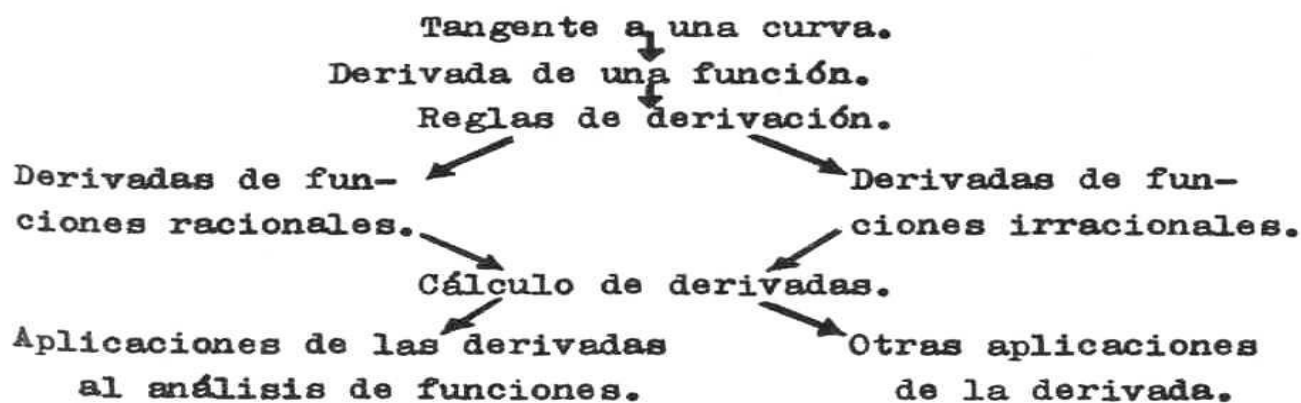 Tangente a una curva.
Derivada de una función.
Reglas de derivación.
Derivadas de fun-
ciones racionales.
Derivadas de fun-
ciones irracionales.
Cálculo de derivadas.
Aplicaciones de las derivadas
al análisis de funciones.
Otras aplicaciones
de la derivada.